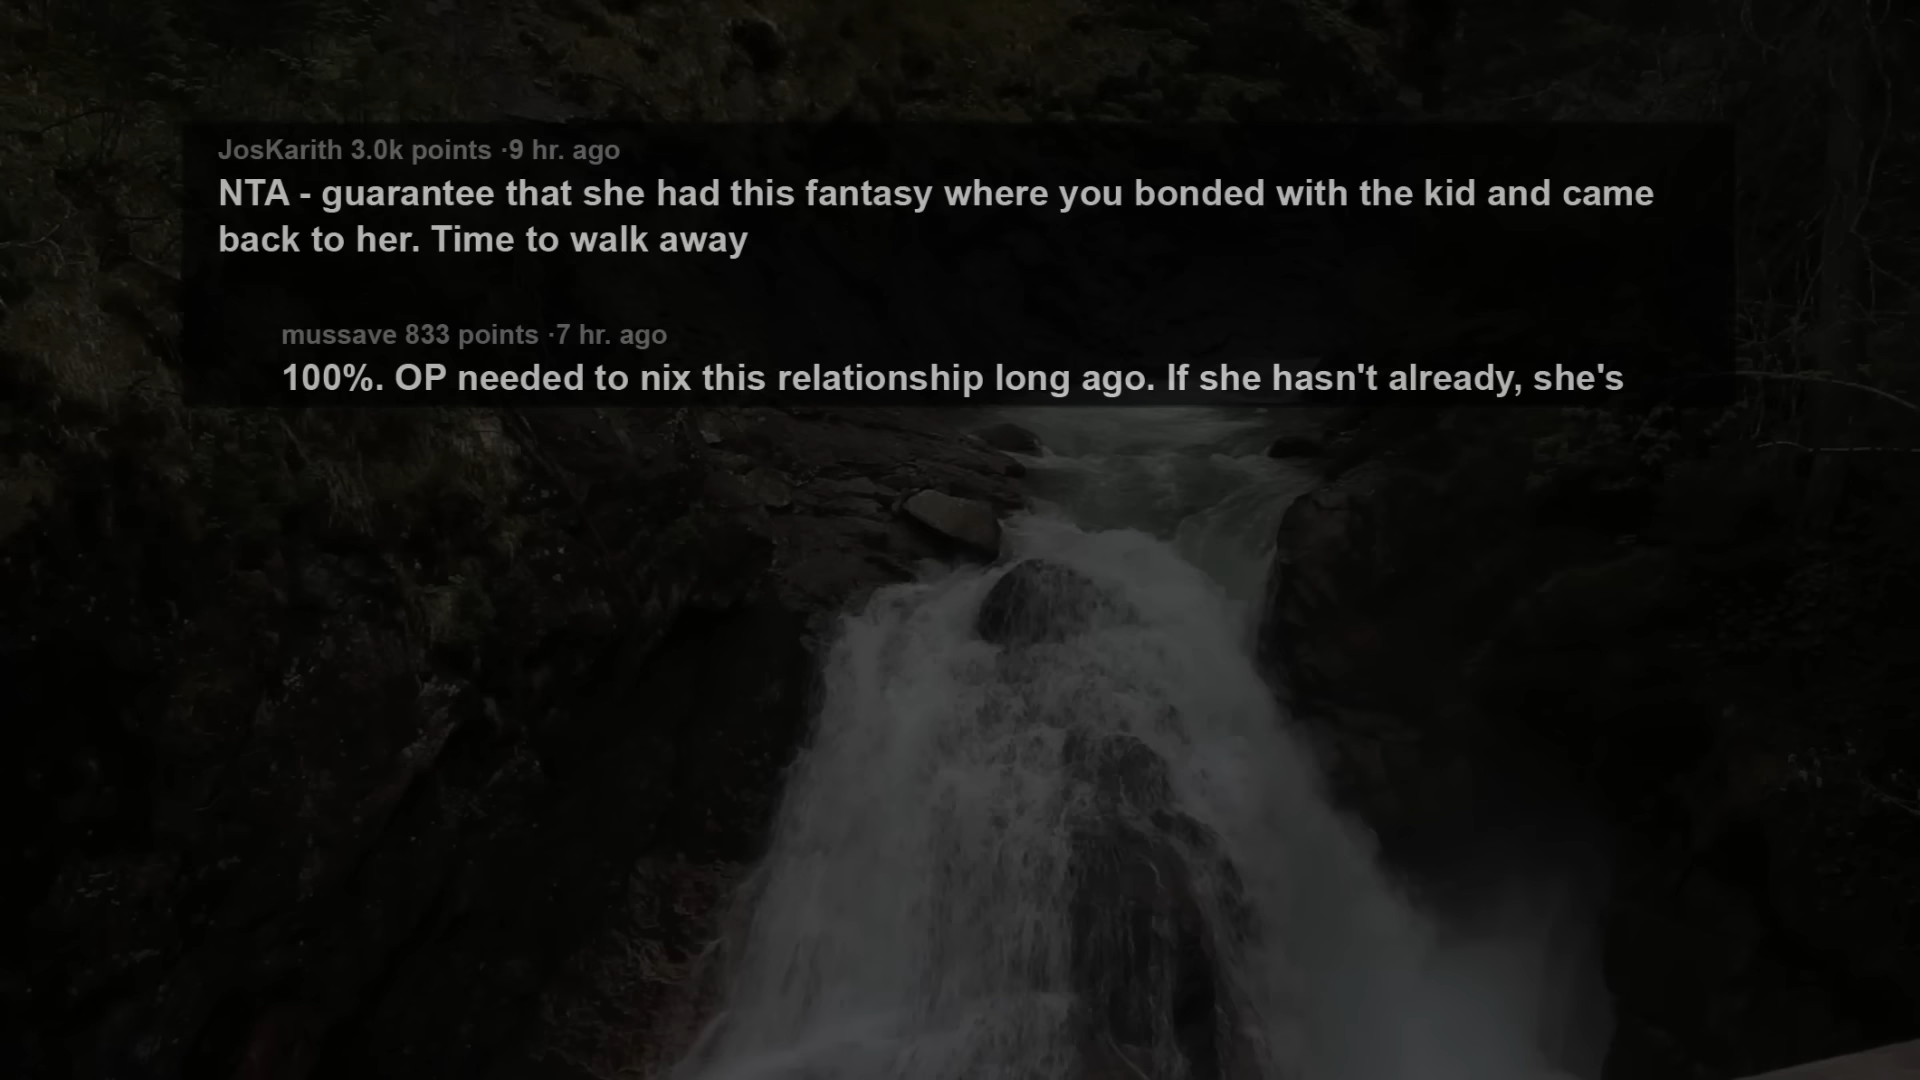 JosKarith 3.0k points ·9 hr. ago
NTA - guarantee that she had this fantasy where you bonded with the kid and came
back to her. Time to walk away
mussave 833 points ·7 hr. ago
100%. OP needed to nix this relationship long ago. If she hasn't already, she's